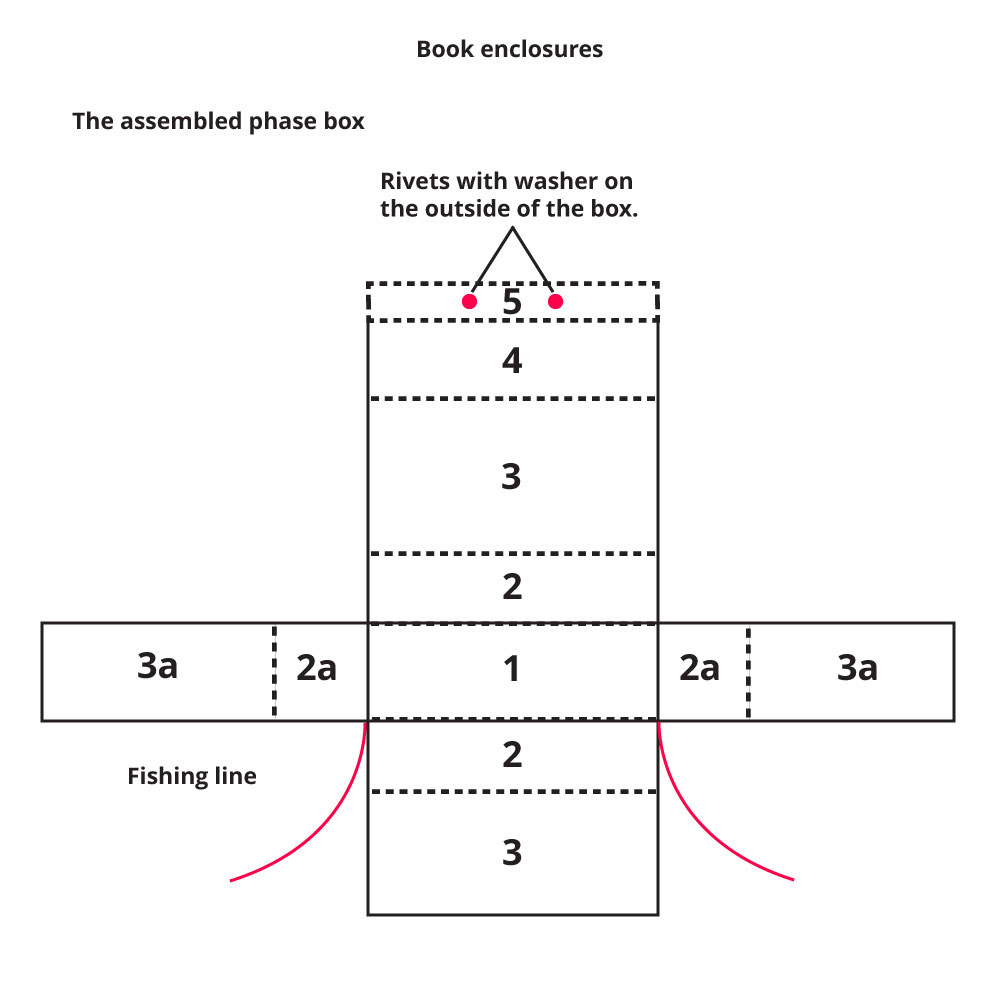 Book enclosures
The assembled phase box
Rivets with washer on
the outside of the box.
5
4
3
2
3a 2a 1 2a 3a
2
Fishing line
3